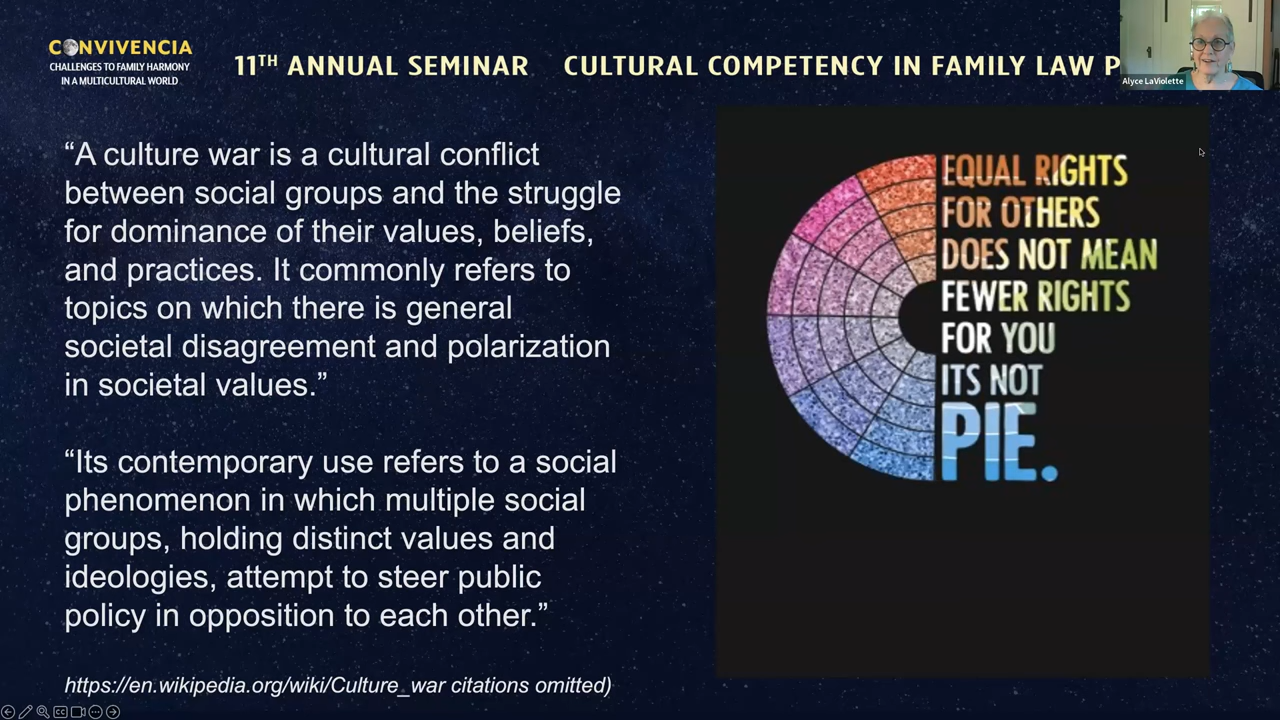 CONVIVENCIA
CHALLENGES TO FAMILY HARMONY
IN A MULTICULTURAL WORLD
11TH ANNUAL SEMINAR CULTURAL COMPETENCY IN FAMILY LAW P
Alyce LaViolette
“A culture war is a cultural conflict
between social groups and the struggle
for dominance of their values, beliefs,
and practices. It commonly refers to
topics on which there is general
societal disagreement and polarization
in societal values.”
“Its contemporary use refers to a social
phenomenon in which multiple social
groups, holding distinct values and
ideologies, attempt to steer public
policy in opposition to each other.”
https://en.wikipedia.org/wiki/Culture_war citations omitted)
EQUAL RIGHTS
FOR OTHERS
DOES NOT MEAN
FEWER RIGHTS
FOR YOU
ITS NOT
PIE.
CC